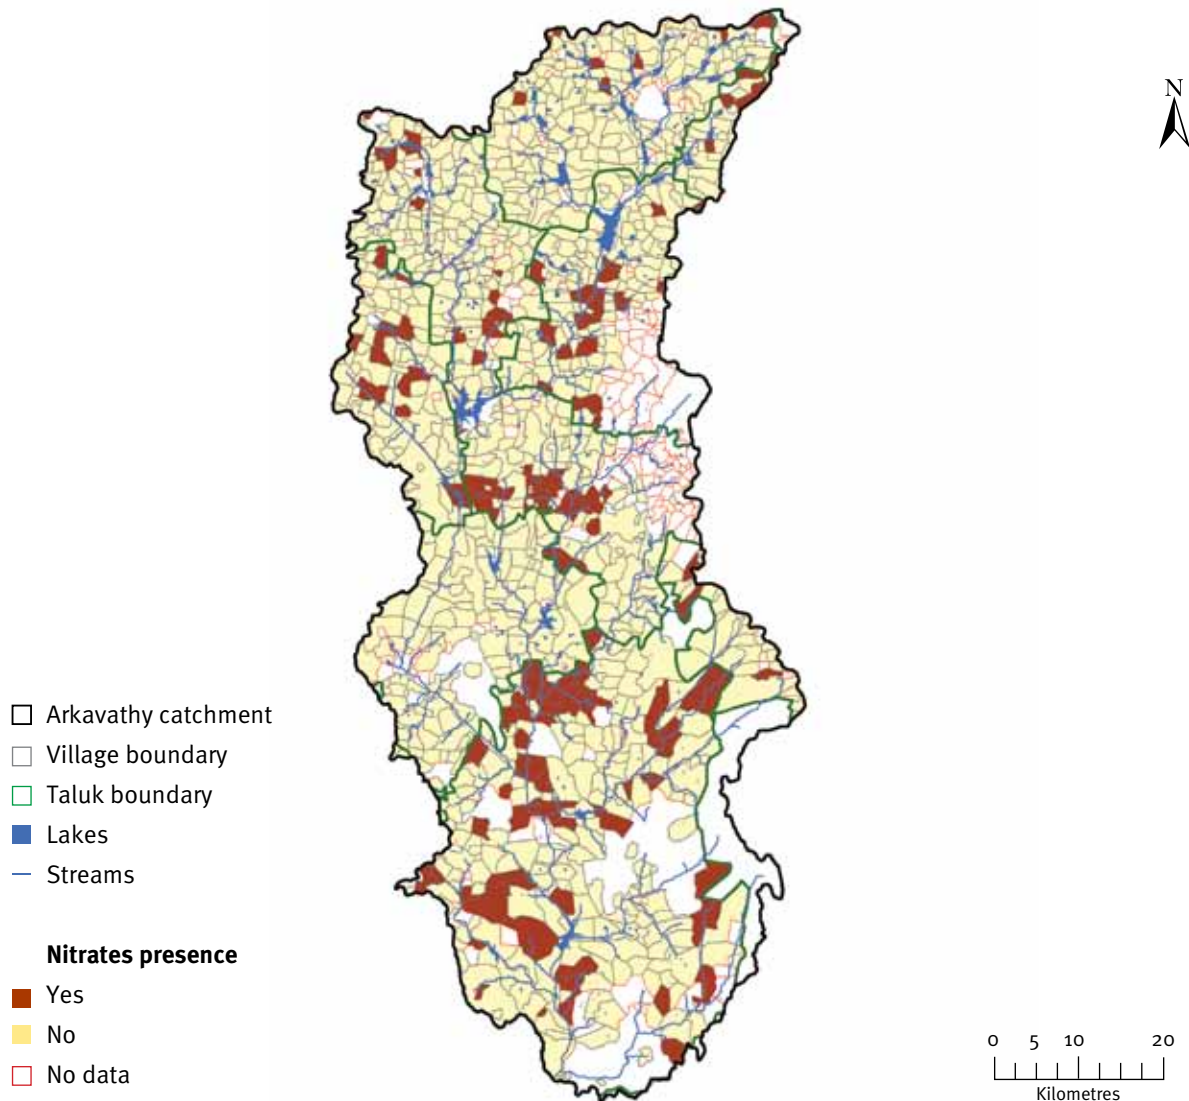 N
Arkavathy catchment
Village boundary
Taluk boundary
Lakes
Streams
Nitrates presence
Yes
No
No data
0 5 10 20
Kilometres